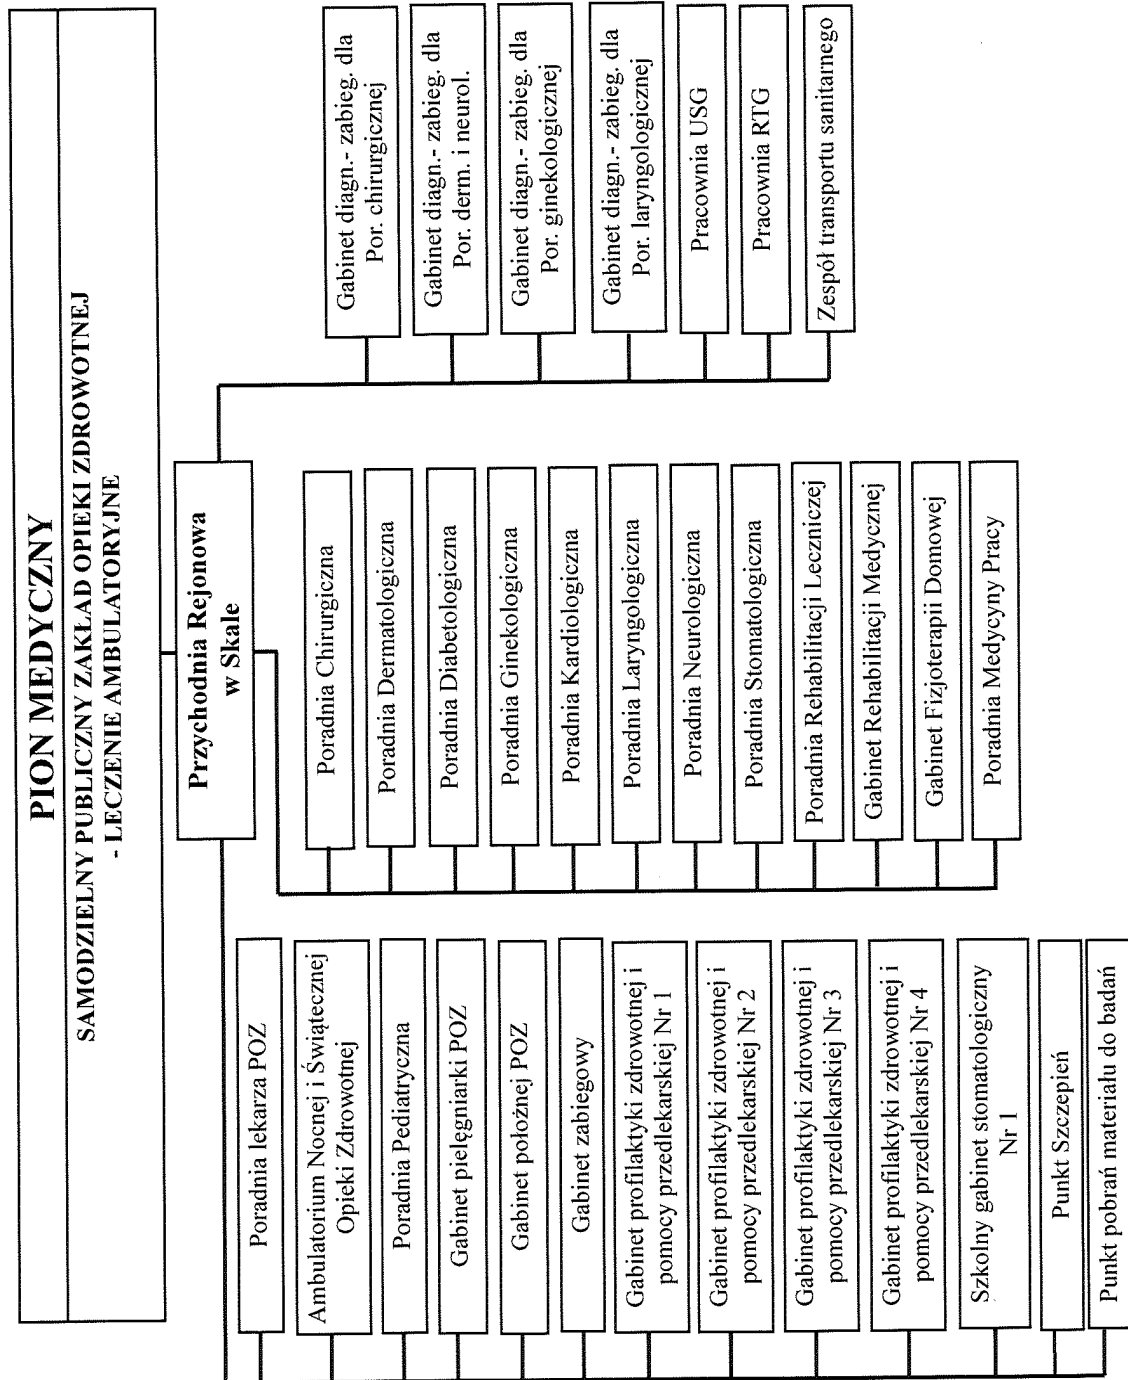 PION MEDYCZNY
SAMODZIELNY PUBLICZNY ZAKŁAD OPIEKI ZDROWOTNEJ
- LECZENIE AMBULATORYJNE
Przychodnia Rejonowa
w Skale
Poradnia lekarza POZ
Ambulatorium Nocnej i Świątecznej
Opieki Zdrowotnej
Poradnia Pediatryczna
Gabinet pielęgniarki POZ
Gabinet położnej POZ
Gabinet zabiegowy
Gabinet profilaktyki zdrowotnej i
pomocy przedlekarskiej Nr 1
Gabinet profilaktyki zdrowotnej i
pomocy przedlekarskiej Nr 2
Gabinet profilaktyki zdrowotnej i
pomocy przedlekarskiej Nr 3
Gabinet profilaktyki zdrowotnej i
pomocy przedlekarskiej Nr 4
Szkolny gabinet stomatologiczny
Nr 1
Punkt Szczepień
Punkt pobrań materiału do badań
Poradnia Chirurgiczna
Poradnia Dermatologiczna
Poradnia Diabetologiczna
Poradnia Ginekologiczna
Poradnia Kardiologiczna
Poradnia Laryngologiczna
Poradnia Neurologiczna
Poradnia Stomatologiczna
Poradnia Rehabilitacji Leczniczej
Gabinet Rehabilitacji Medycznej
Gabinet Fizjoterapii Domowej
Poradnia Medycyny Pracy
Gabinet diagn.- zabieg. dla
Por. chirurgicznej
Gabinet diagn.- zabieg. dla
Por. derm. i neurol.
Gabinet diagn.- zabieg. dla
Por. ginekologicznej
Gabinet diagn.- zabieg. dla
Por. laryngologicznej
Pracownia USG
Pracownia RTG
Zespół transportu sanitarnego